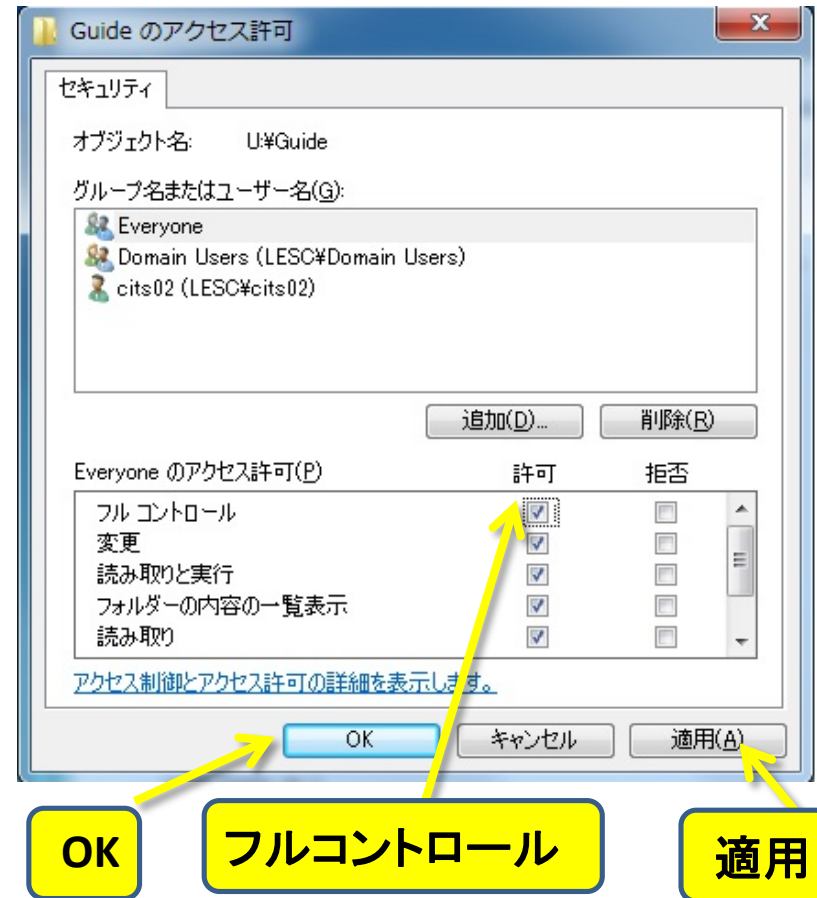 Guide のアクセス許可
セキュリティ
オブジェクト名: U:¥Guide
グループ名またはユーザー名(G):
Everyone
Domain Users (LESC¥Domain Users)
cits02 (LESC¥cits02)
追加(D)... 削除(R)
Everyone のアクセス許可(P) 許可 拒否
フル コントロール
変更
読み取りと実行
フォルダーの内容の一覧表示
読み取り
アクセス制御とアクセス許可の詳細を表示します。
OK キャンセル 適用(A)
OK フルコントロール 適用